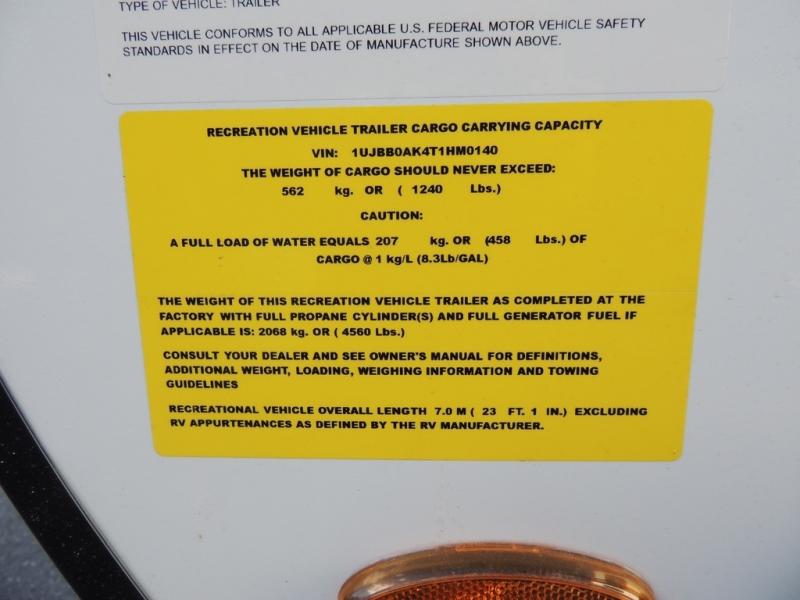 TYPE OF VEHICLE: TRAILER
THIS VEHICLE CONFORMS TO ALL APPLICABLE U.S. FEDERAL MOTOR VEHICLE SAFETY
STANDARDS IN EFFECT ON THE DATE OF MANUFACTURE SHOWN ABOVE.
RECREATION VEHICLE TRAILER CARGO CARRYING CAPACITY
VIN: 1UJBB0AK4T1HM0140
THE WEIGHT OF CARGO SHOULD NEVER EXCEED:
562 kg. OR ( 1240 Lbs.)
CAUTION:
A FULL LOAD OF WATER EQUALS 207 kg. OR (458 Lbs.) OF
CARGO @ 1 kg/L (8.3Lb/GAL)
THE WEIGHT OF THIS RECREATION VEHICLE TRAILER AS COMPLETED AT THE
FACTORY WITH FULL PROPANE CYLINDER(S) AND FULL GENERATOR FUEL IF
APPLICABLE IS: 2068 kg. OR ( 4560 Lbs.)
CONSULT YOUR DEALER AND SEE OWNER'S MANUAL FOR DEFINITIONS,
ADDITIONAL WEIGHT, LOADING, WEIGHING INFORMATION AND TOWING
GUIDELINES
RECREATIONAL VEHICLE OVERALL LENGTH 7.0 M ( 23 FT. 1 IN.) EXCLUDING
RV APPURTENANCES AS DEFINED BY THE RV MANUFACTURER.